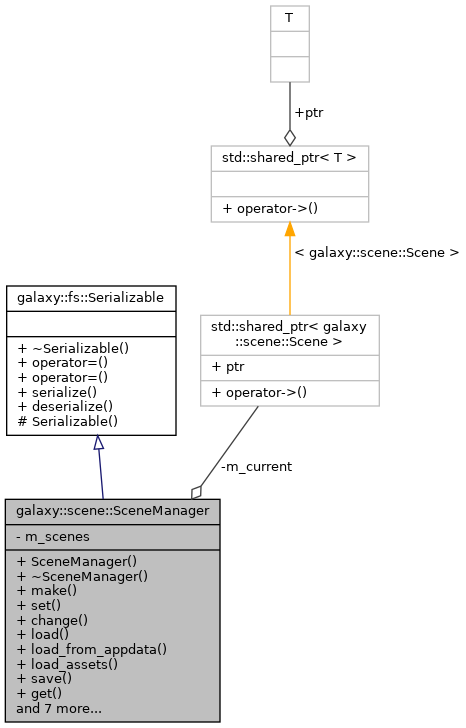 T
+ptr
std::shared_ptr< T >
+ operator->()
< galaxy::scene::Scene >
galaxy::fs::Serializable
+ ~Serializable()
+ operator=()
+ operator=()
+ serialize()
+ deserialize()
# Serializable()
std::shared_ptr< galaxy
::scene::Scene >
+ ptr
+ operator->()
-m_current
galaxy::scene::SceneManager
- m_scenes
+ SceneManager()
+ ~SceneManager()
+ make()
+ set()
+ change()
+ load()
+ load_from_appdata()
+ load_assets()
+ save()
+ get()
and 7 more...